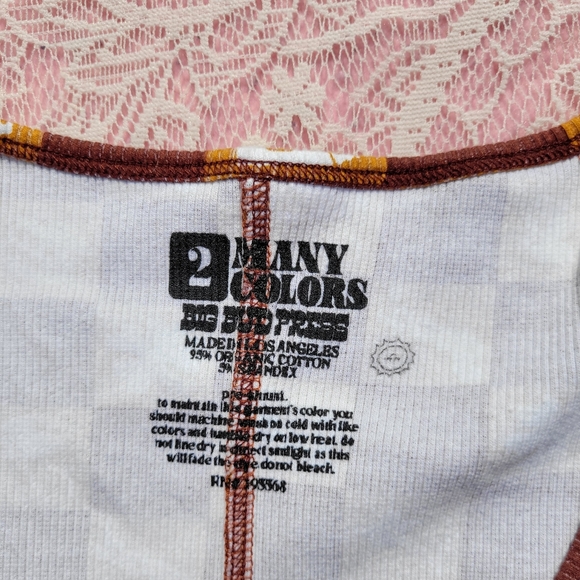 2 MANY
COLORS
BIG BUD PRESS
MADE IN LOS ANGELES
95% ORGANIC COTTON
5% SPANDEX
pre-shrunk.
to maintain this garment's color you
should machine wash on cold with like
colors and tumble dry on low heat. do
not line dry in direct sunlight as this
will fade the dye. do not bleach.
RN# 195568